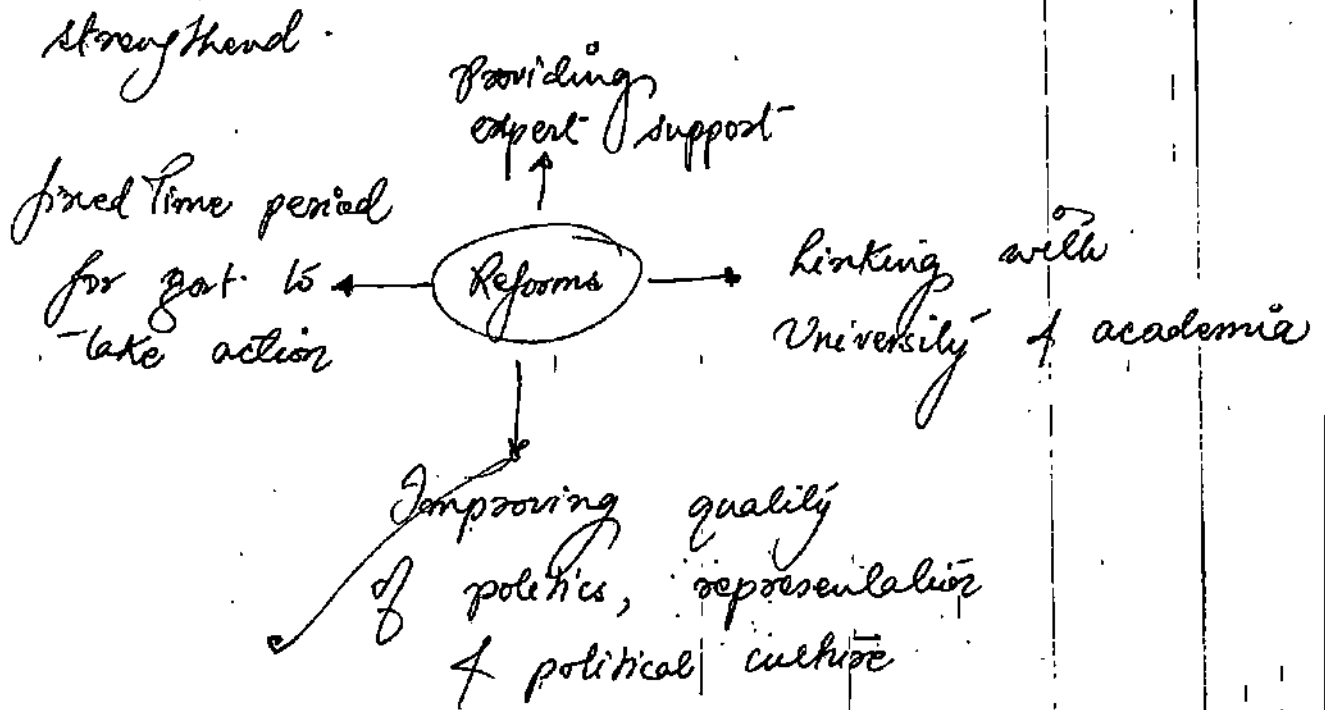 strengthend.
Providing
expert support
fixed Time period
for govt. to
take action
Reforms
Linking with
University & academia
Improving quality
of politics, representation
& political culture